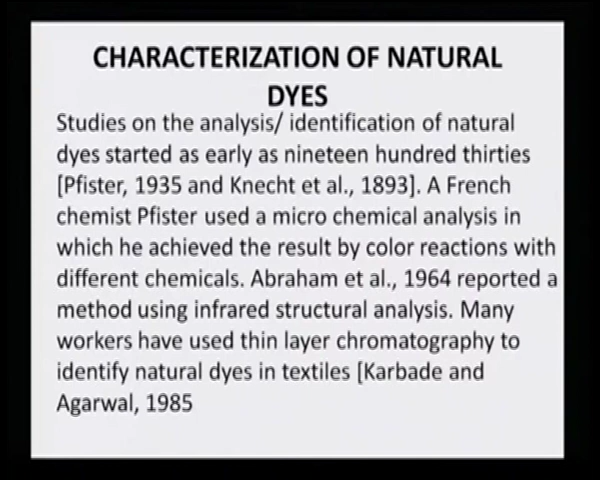 CHARACTERIZATION OF NATURAL
DYES
Studies on the analysis/ identification of natural
dyes started as early as nineteen hundred thirties
[Pfister, 1935 and Knecht et al., 1893]. A French
chemist Pfister used a micro chemical analysis in
which he achieved the result by color reactions with
different chemicals. Abraham et al., 1964 reported a
method using infrared structural analysis. Many
workers have used thin layer chromatography to
identify natural dyes in textiles [Karbade and
Agarwal, 1985